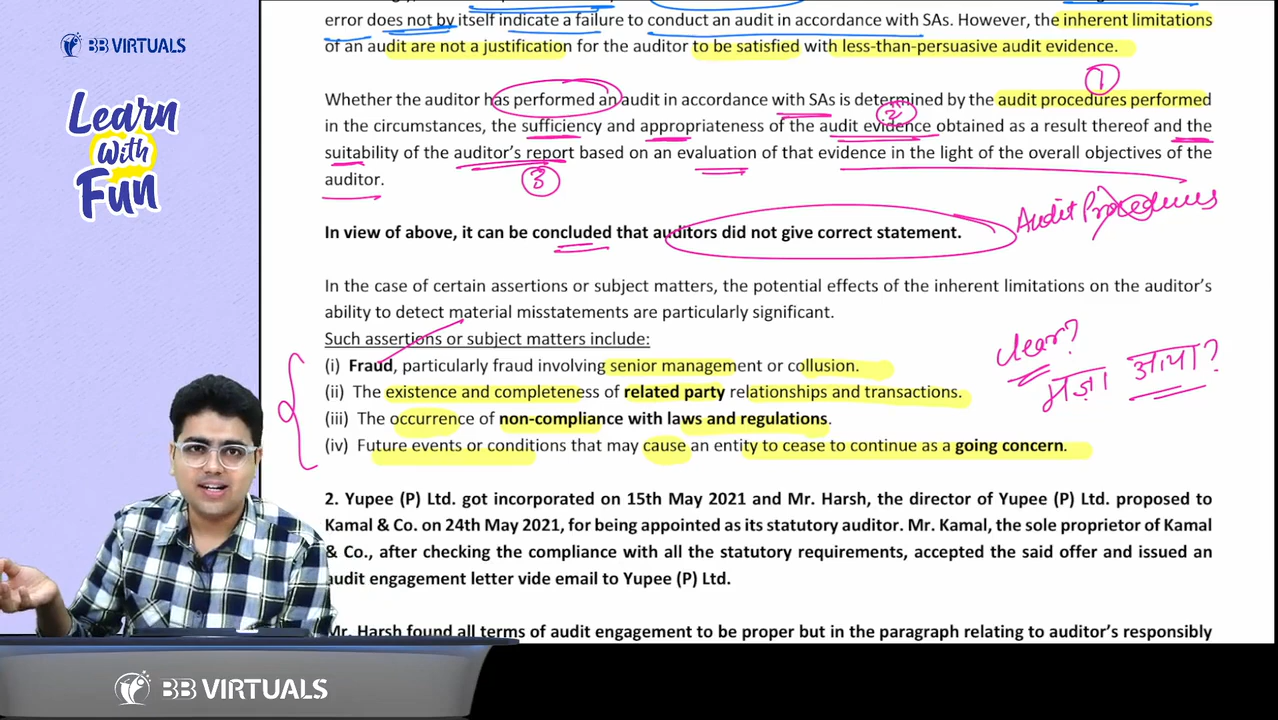 BB VIRTUALS
Learn
With
Fun
error does not by itself indicate a failure to conduct an audit in accordance with SAs. However, the inherent limitations
of an audit are not a justification for the auditor to be satisfied with less-than-persuasive audit evidence.
1
Whether the auditor has performed an audit in accordance with SAs is determined by the audit procedures performed
2
in the circumstances, the sufficiency and appropriateness of the audit evidence obtained as a result thereof and the
suitability of the auditor's report based on an evaluation of that evidence in the light of the overall objectives of the
auditor.
3
Audit Procedures
In view of above, it can be concluded that auditors did not give correct statement.
In the case of certain assertions or subject matters, the potential effects of the inherent limitations on the auditor's
ability to detect material misstatements are particularly significant.
Such assertions or subject matters include:
(i) Fraud, particularly fraud involving senior management or collusion.
(ii) The existence and completeness of related party relationships and transactions.
(iii) The occurrence of non-compliance with laws and regulations.
(iv) Future events or conditions that may cause an entity to cease to continue as a going concern.
clear?
मज़ा आया?
2. Yupee (P) Ltd. got incorporated on 15th May 2021 and Mr. Harsh, the director of Yupee (P) Ltd. proposed to
Kamal & Co. on 24th May 2021, for being appointed as its statutory auditor. Mr. Kamal, the sole proprietor of Kamal
& Co., after checking the compliance with all the statutory requirements, accepted the said offer and issued an
audit engagement letter vide email to Yupee (P) Ltd.
Mr. Harsh found all terms of audit engagement to be proper but in the paragraph relating to auditor's responsibly
BB VIRTUALS